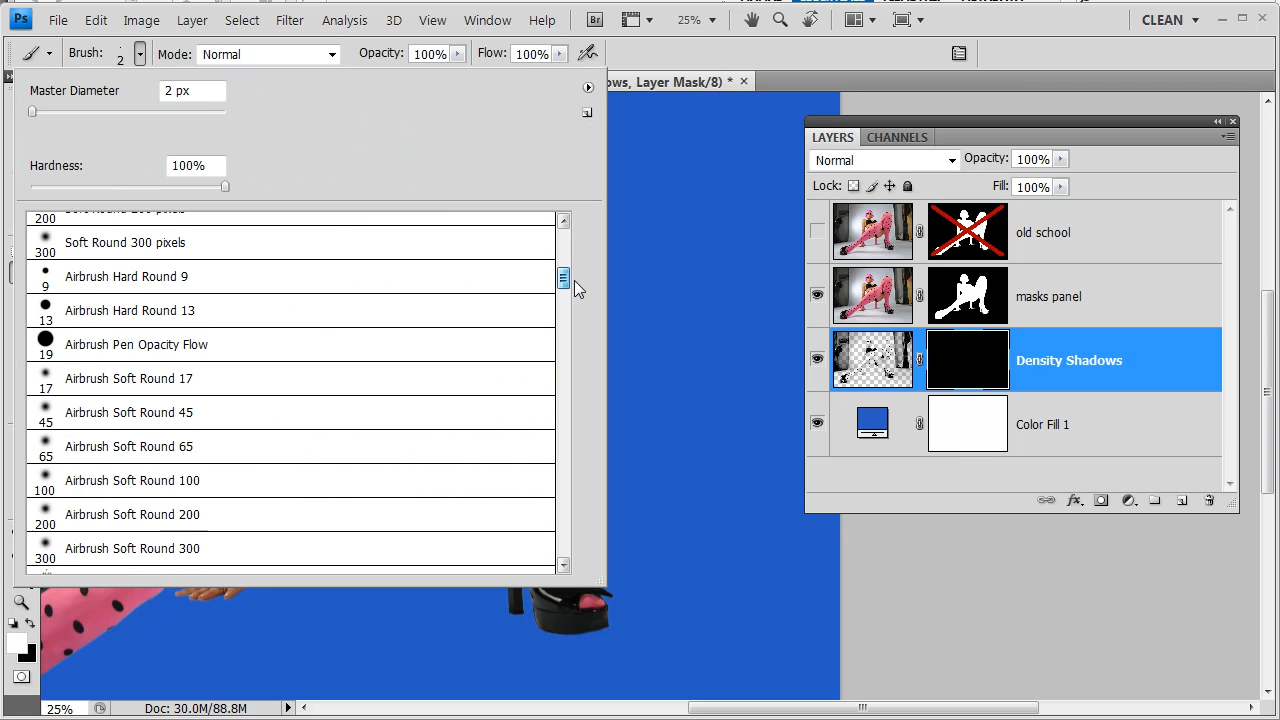 Ps File Edit Image Layer Select Filter Analysis 3D View Window Help Br 25% CLEAN
Brush: 2 Mode: Normal Opacity: 100% Flow: 100%
ows, Layer Mask/8) *
Master Diameter 2 px
Hardness: 100%
200
Soft Round 300 pixels
300
Airbrush Hard Round 9
9
Airbrush Hard Round 13
13
Airbrush Pen Opacity Flow
19
Airbrush Soft Round 17
17
Airbrush Soft Round 45
45
Airbrush Soft Round 65
65
Airbrush Soft Round 100
100
Airbrush Soft Round 200
200
Airbrush Soft Round 300
300
LAYERS CHANNELS
Normal Opacity: 100%
Lock: Fill: 100%
old school
masks panel
Density Shadows
Color Fill 1
fx
25% Doc: 30.0M/88.8M